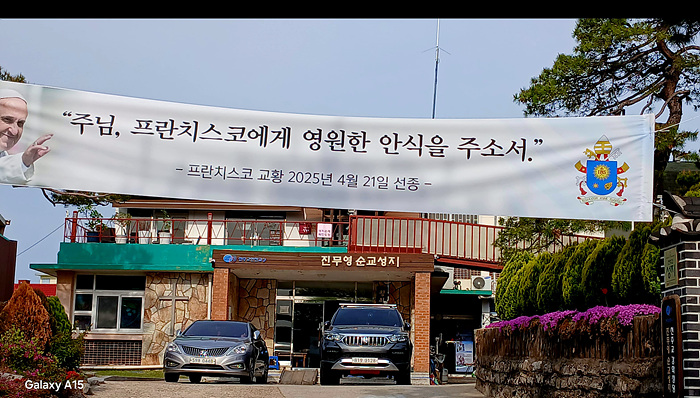 “주님, 프란치스코에게 영원한 안식을 주소서.”
– 프란치스코 교황 2025년 4월 21일 선종 –
진무영 순교성지
Galaxy A15